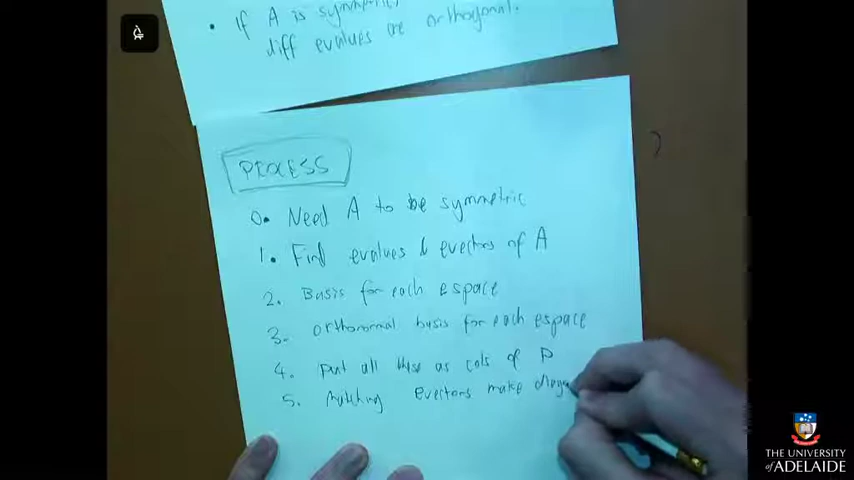 • If A is symmetric,
diff evalues are orthogonal.
PROCESS
0. Need A to be symmetric
1. Find evalues & evectors of A
2. Basis for each espace
3. orthonormal basis for each espace
4. Put all these as cols of P
5. Matching evectors make diago
THE UNIVERSITY
of ADELAIDE